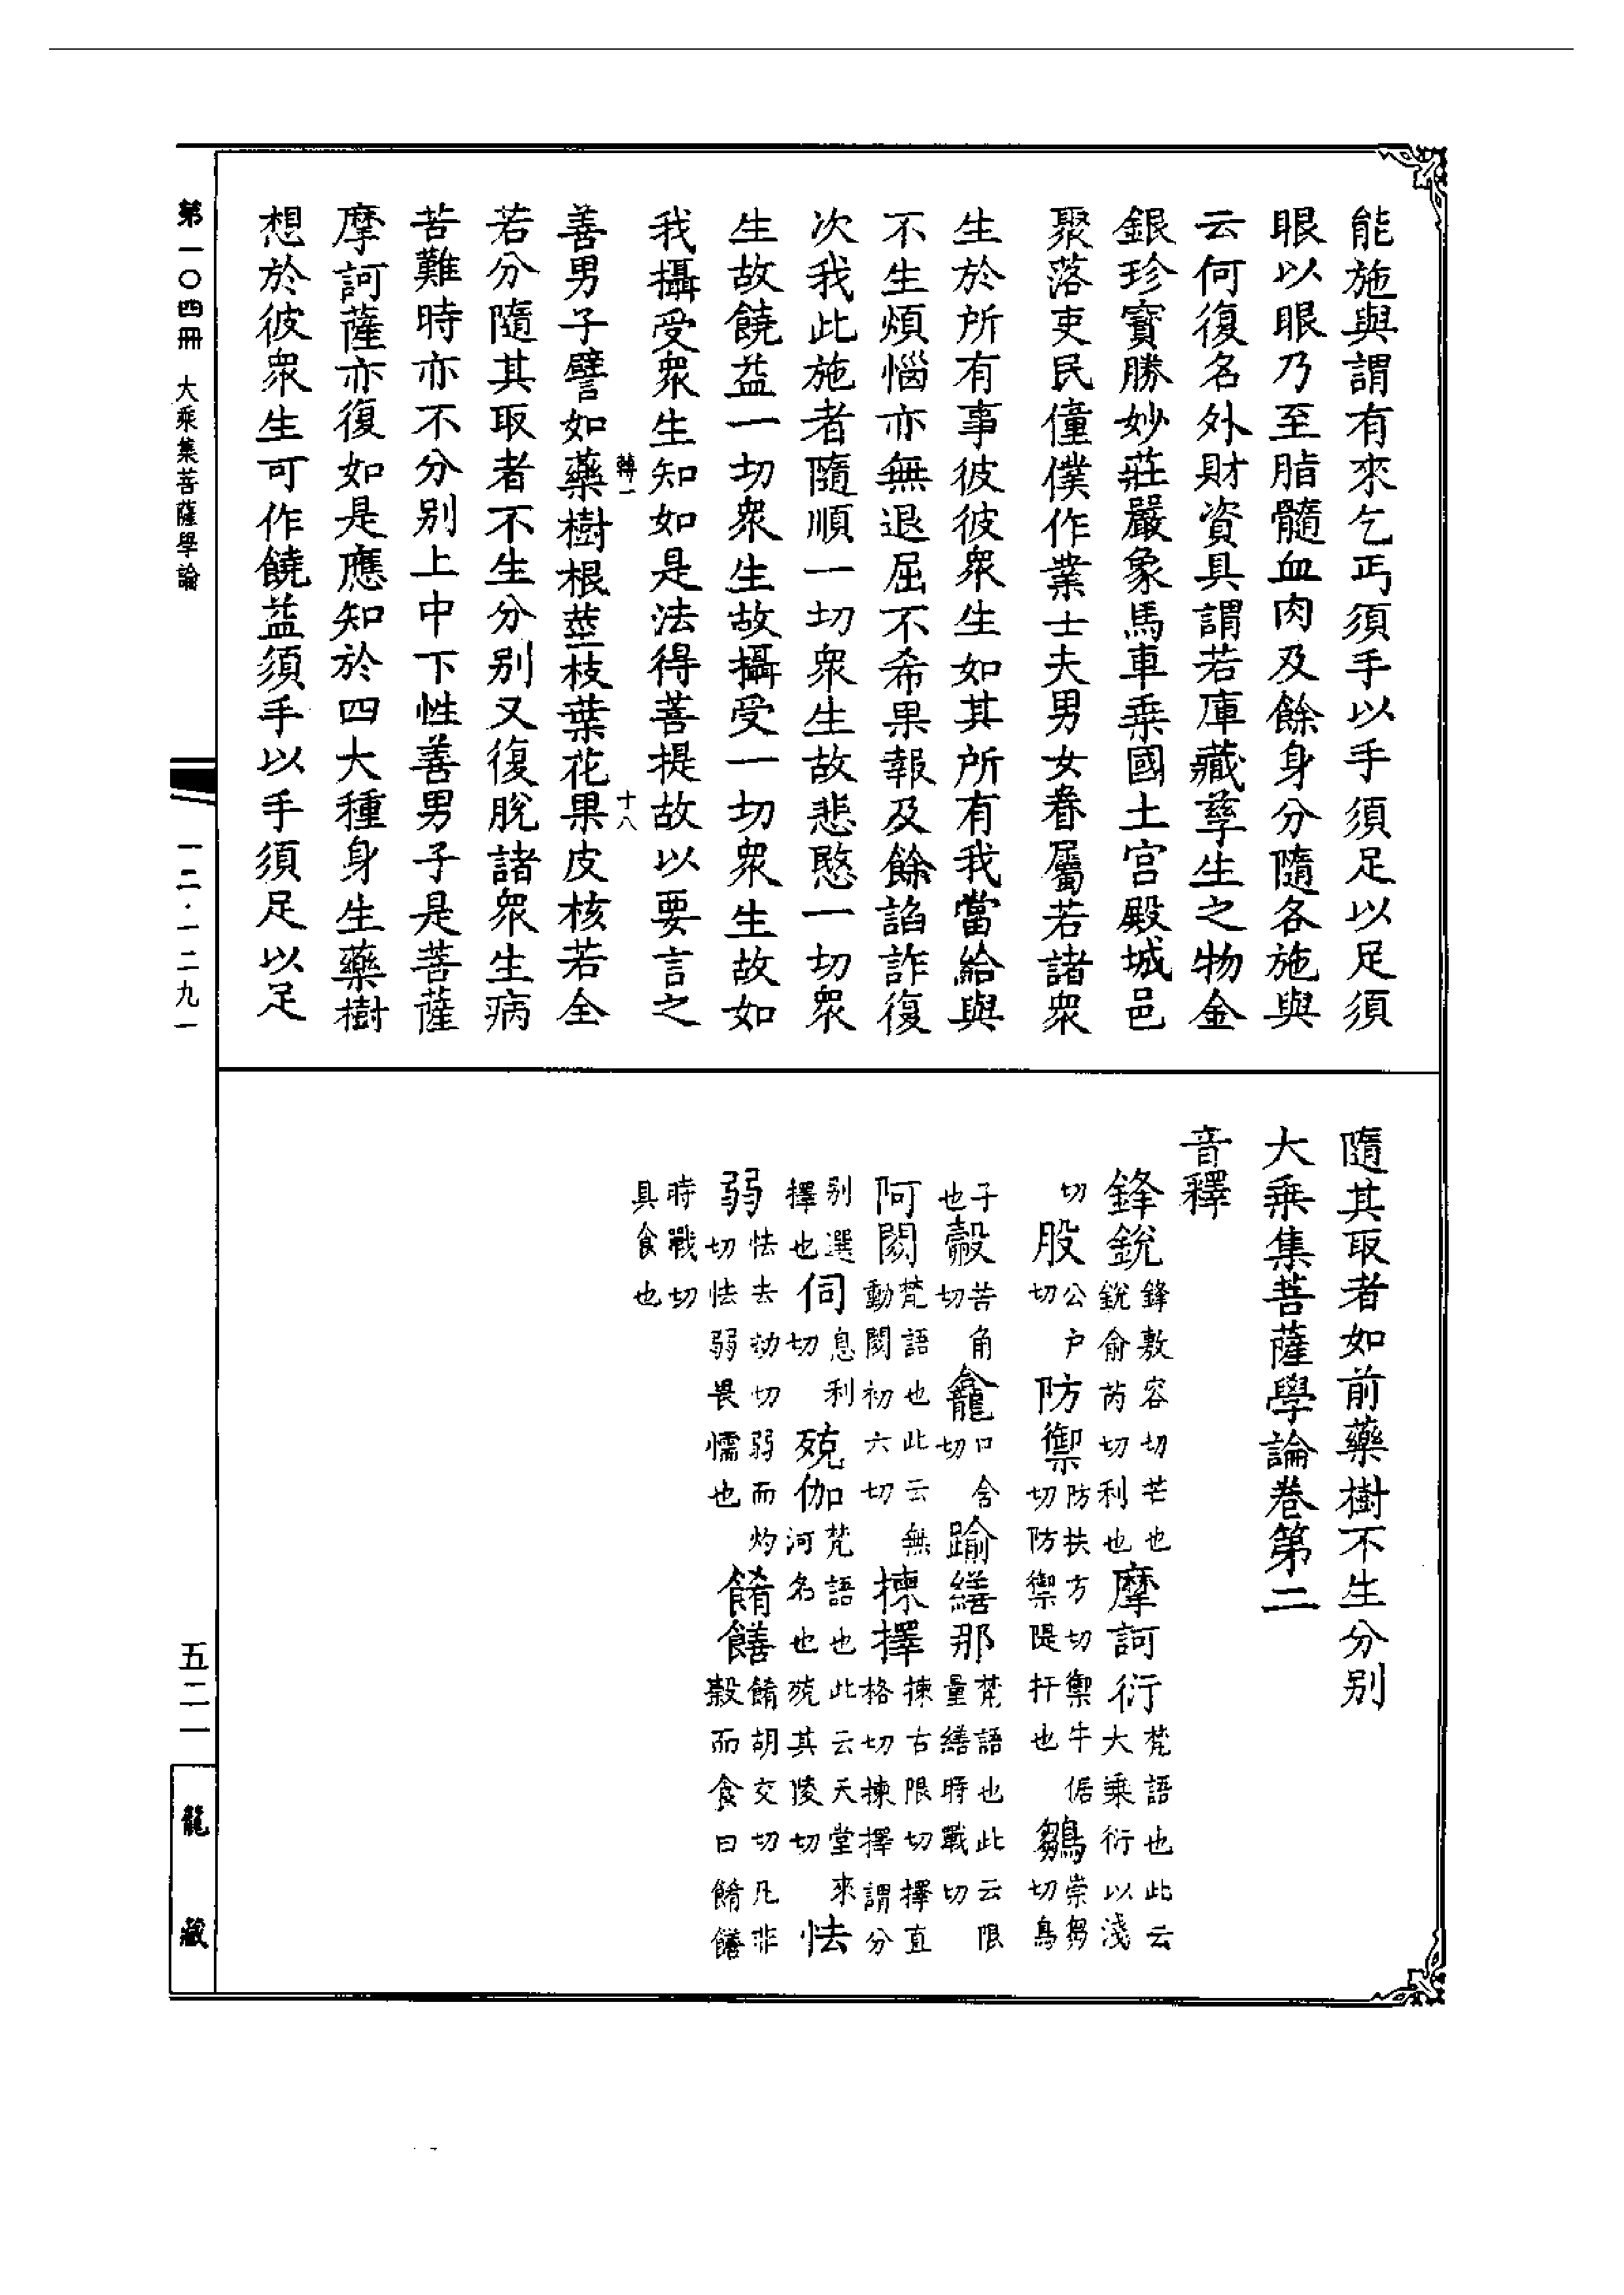 能施與謂有來乞丐須手以手須足以足須
眼以眼乃至脂髓血肉及餘身分隨各施與
云何復名外財資具謂若庫藏孳生之物金
銀珍寶勝妙莊嚴象馬車乘國土宮殿城邑
聚落吏民僮僕作業士夫男女眷屬若諸眾
生於所有事彼彼眾生如其所有我當給與
不生煩惱亦無退屈不希果報及餘諂詐復
次我此施者隨順一切眾生故悲愍一切眾
生故饒益一切眾生故攝受一切眾生故如
我攝受眾生知如是法得菩提故以要言之
轉一 十八
善男子譬如藥樹根莖枝葉花果皮核若全
若分隨其取者不生分別又復脫諸眾生病
苦難時亦不分別上中下性善男子是菩薩
摩訶薩亦復如是應知於四大種身生藥樹
想於彼眾生可作饒益須手以手須足以足
隨其取者如前藥樹不生分別
大乘集菩薩學論卷第二
音釋
鋒銳鋒敷容切芒也銳俞芮切利也摩訶衍梵語也此云大乘衍以淺
切股公戶切防禦防扶方切禦牛倨切防禦隄扞也鶵崇芻切鳥
子也㲉苦角切龕口含切踰繕那梵語也此云限量繕時戰切
阿閦梵語也此云無動閦初六切揀擇揀古限切擇直格切揀擇謂分
別選擇也伺息利切殑伽梵語也此云天堂來河名也殑其陵切怯
弱怯去劫切弱而灼切怯弱畏懦也餚饍餚胡交切凡非穀而食曰餚饍
時戰切具食也
第一〇四冊 大乘集菩薩學論
一二·一二九一
五二一
龍藏